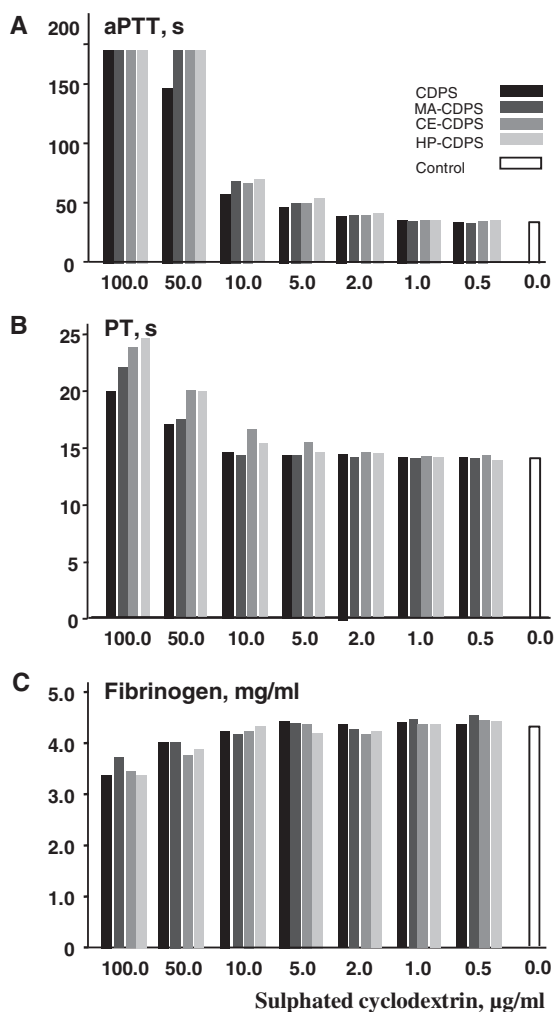 A
aPTT, s
200
150
100
50
0
CDPS
MA-CDPS
CE-CDPS
HP-CDPS
Control
100.0 50.0 10.0 5.0 2.0 1.0 0.5 0.0
B
PT, s
25
20
15
10
5
0
100.0 50.0 10.0 5.0 2.0 1.0 0.5 0.0
C
Fibrinogen, mg/ml
5.0
4.0
3.0
2.0
1.0
0
100.0 50.0 10.0 5.0 2.0 1.0 0.5 0.0
Sulphated cyclodextrin, µg/ml